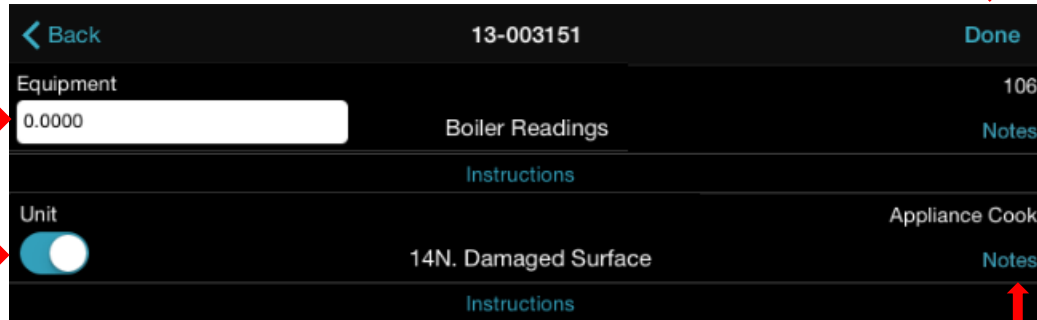 Back 13-003151 Done
Equipment 106
0.0000 Boiler Readings Notes
Instructions
Unit Appliance Cook
14N. Damaged Surface Notes
Instructions